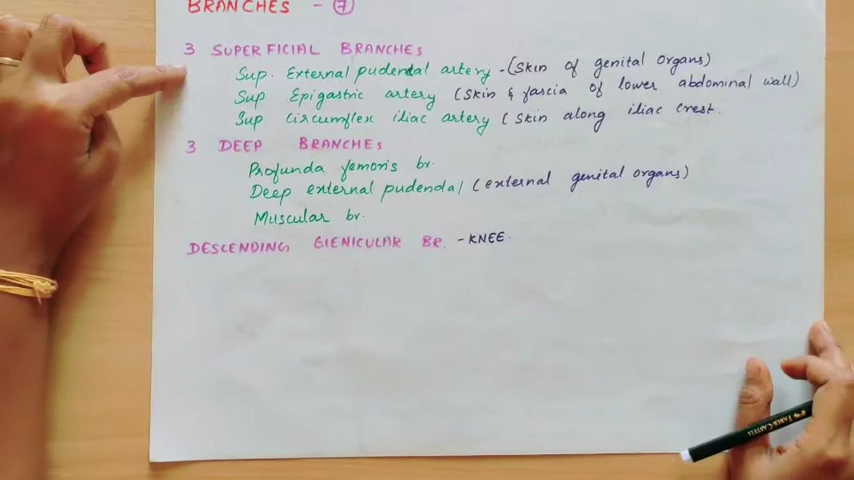 BRANCHES - ⑦
3 SUPERFICIAL BRANCHES
Sup. External pudendal artery - (Skin of genital organs)
Sup Epigastric artery (Skin & fascia of lower abdominal wall)
Sup circumflex iliac artery (Skin along iliac crest.
3 DEEP BRANCHES
Profunda femoris br.
Deep external pudendal (external genital organs)
Muscular br.
DESCENDING GENICULAR BR. - KNEE.
FABER-CASTELL